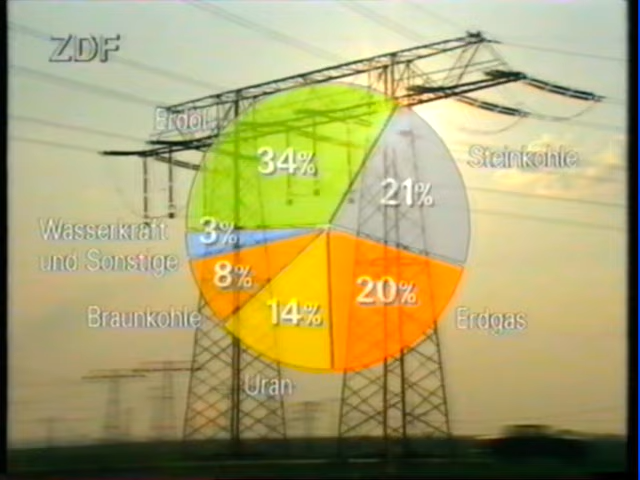 ZDF
Erdöl
34%
Steinkohle
21%
Wasserkraft
und Sonstige
3%
8%
Braunkohle
14%
20%
Erdgas
Uran